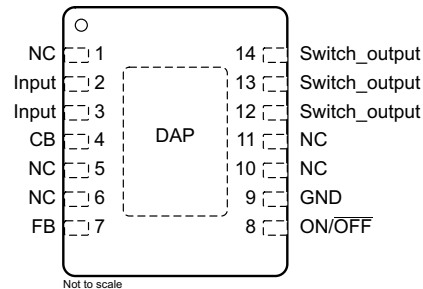 NC 1 14 Switch_output
Input 2 13 Switch_output
Input 3 12 Switch_output
CB 4 DAP 11 NC
NC 5 10 NC
NC 6 9 GND
FB 7 8 ON/OFF
Not to scale